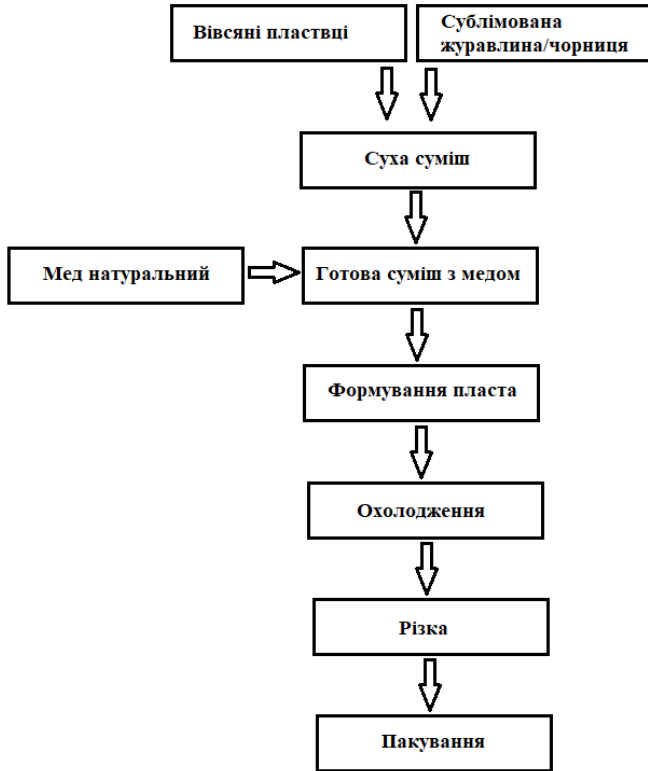 Вівсяні пластвці
Сублімована
журавлина/чорниця
Суха суміш
Мед натуральний
Готова суміш з медом
Формування пласта
Охолодження
Різка
Пакування